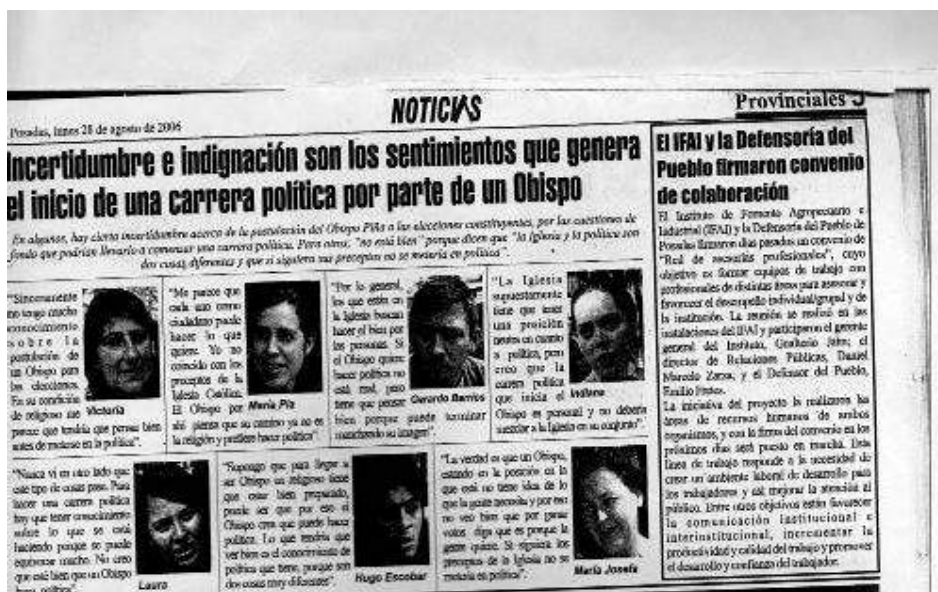 Posadas, lunes 28 de agosto de 2006
NOTICIAS
Provinciales 5
Incertidumbre e indignación son los sentimientos que genera
el inicio de una carrera política por parte de un Obispo
En algunos, hay cierta incertidumbre acerca de la postulación del Obispo Piña a las elecciones constituyentes, por las cuestiones de
fondo que podrían llevarlo a comenzar una carrera política. Para otros, "no está bien" porque dicen que "la Iglesia y la política son
dos cosas diferentes y que si siguiera sus preceptos no se metería en política".
"Sinceramente
no tengo mucho
conocimiento
sobre la
postulación de
un Obispo para
las elecciones.
En su condición
de religioso me
parece que tendría que pensar bien
antes de meterse en la política".
Victoria
"Me parece que
cada uno como
ciudadano puede
hacer lo que
quiera. Yo no
coincido con los
preceptos de la
Iglesia Católica.
El Obispo por
ahí piensa que su camino ya no es
la religión y prefiere hacer política".
María Pía
"Por lo general,
los que están en
la Iglesia buscan
hacer el bien por
las personas. Si
el Obispo quiere
hacer política no
está mal, pero
tiene que pensar
bien porque puede terminar
manchando su imagen".
Gerardo Barrios
"La Iglesia
supuestamente
tiene que tener
una posición
neutra en cuanto
a política, pero
creo que la
carrera política
que inicia el
Obispo es personal y no debería
mezclar a la Iglesia en su conjunto".
Indiana
"Nunca vi en otro lado que
este tipo de cosas pase. Para
hacer una carrera política
hay que tener conocimiento
sobre lo que se está
haciendo porque se puede
equivocar mucho. No creo
que esté bien que un Obispo
haga política".
Laura
"Supongo que para llegar a
ser Obispo un religioso tiene
que estar bien preparado,
puede ser que por eso el
Obispo crea que puede hacer
política. Lo que tendría que
ver bien es el conocimiento de
política que tiene, porque son
dos cosas muy diferentes".
Hugo Escobar
"La verdad es que un Obispo,
estando en la posición en la
que está no tiene idea de lo
que la gente necesita y por eso
no veo bien que por ganar
votos diga que es porque la
gente quiere. Si siguiera los
preceptos de la Iglesia no se
metería en política".
María Josefa
El IFAI y la Defensoría del
Pueblo firmaron convenio
de colaboración
El Instituto de Fomento Agropecuario e
Industrial (IFAI) y la Defensoría del Pueblo de
Posadas firmaron días pasados un convenio de
"Red de escuelas profesionales", cuyo
objetivo es formar equipos de trabajo con
profesionales de distintas áreas para asesorar y
favorecer el desempeño individual/grupal y de
la institución. La reunión se realizó en las
instalaciones del IFAI y participaron el gerente
general del Instituto, Gualterio Jahn; el
director de Relaciones Públicas, Daniel
Marcelo Zarza, y el Defensor del Pueblo,
Emilio
La iniciativa del proyecto la realizaron las
áreas de recursos humanos de ambos
organismos, y con la firma del convenio en los
próximos días será puesto en marcha. Esta
línea de trabajo responde a la necesidad de
crear un ambiente laboral de desarrollo para
los trabajadores y así mejorar la atención al
público. Entre otros objetivos están favorecer
la comunicación institucional e
interinstitucional, incrementar la
productividad y calidad del trabajo y promover
el desarrollo y confianza del trabajador.